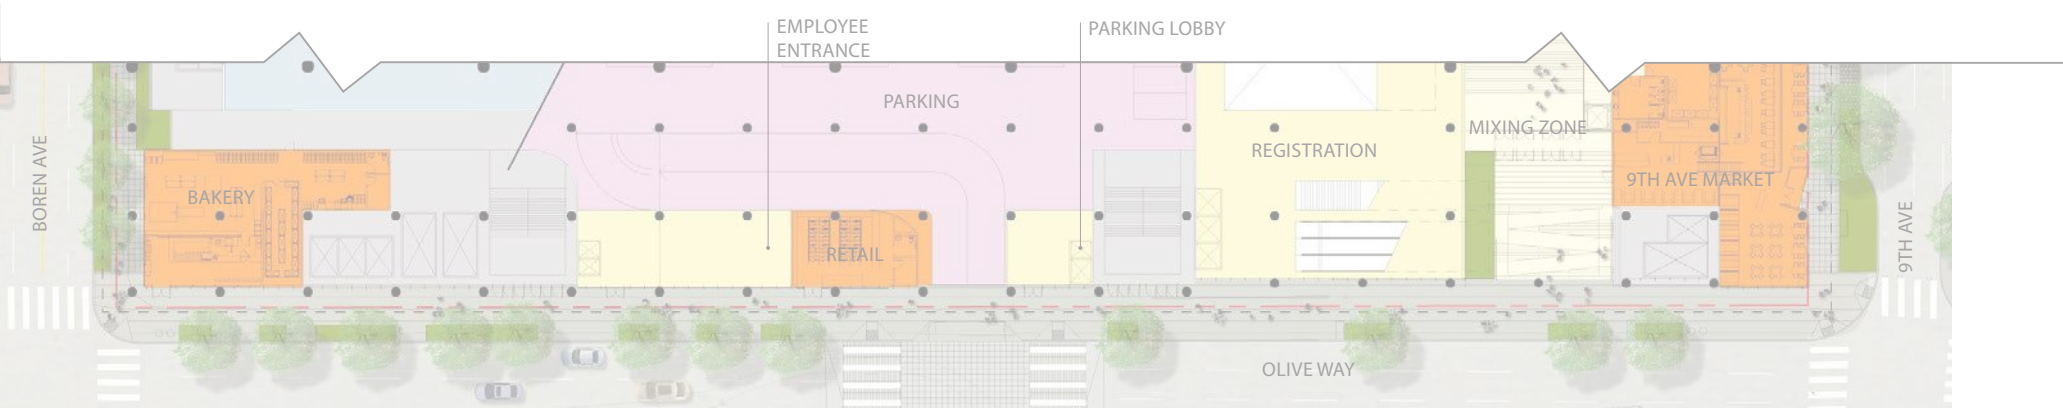 EMPLOYEE
ENTRANCE
PARKING LOBBY
PARKING
MIXING ZONE
REGISTRATION
BOREN AVE
BAKERY
9TH AVE MARKET
9TH AVE
RETAIL
OLIVE WAY